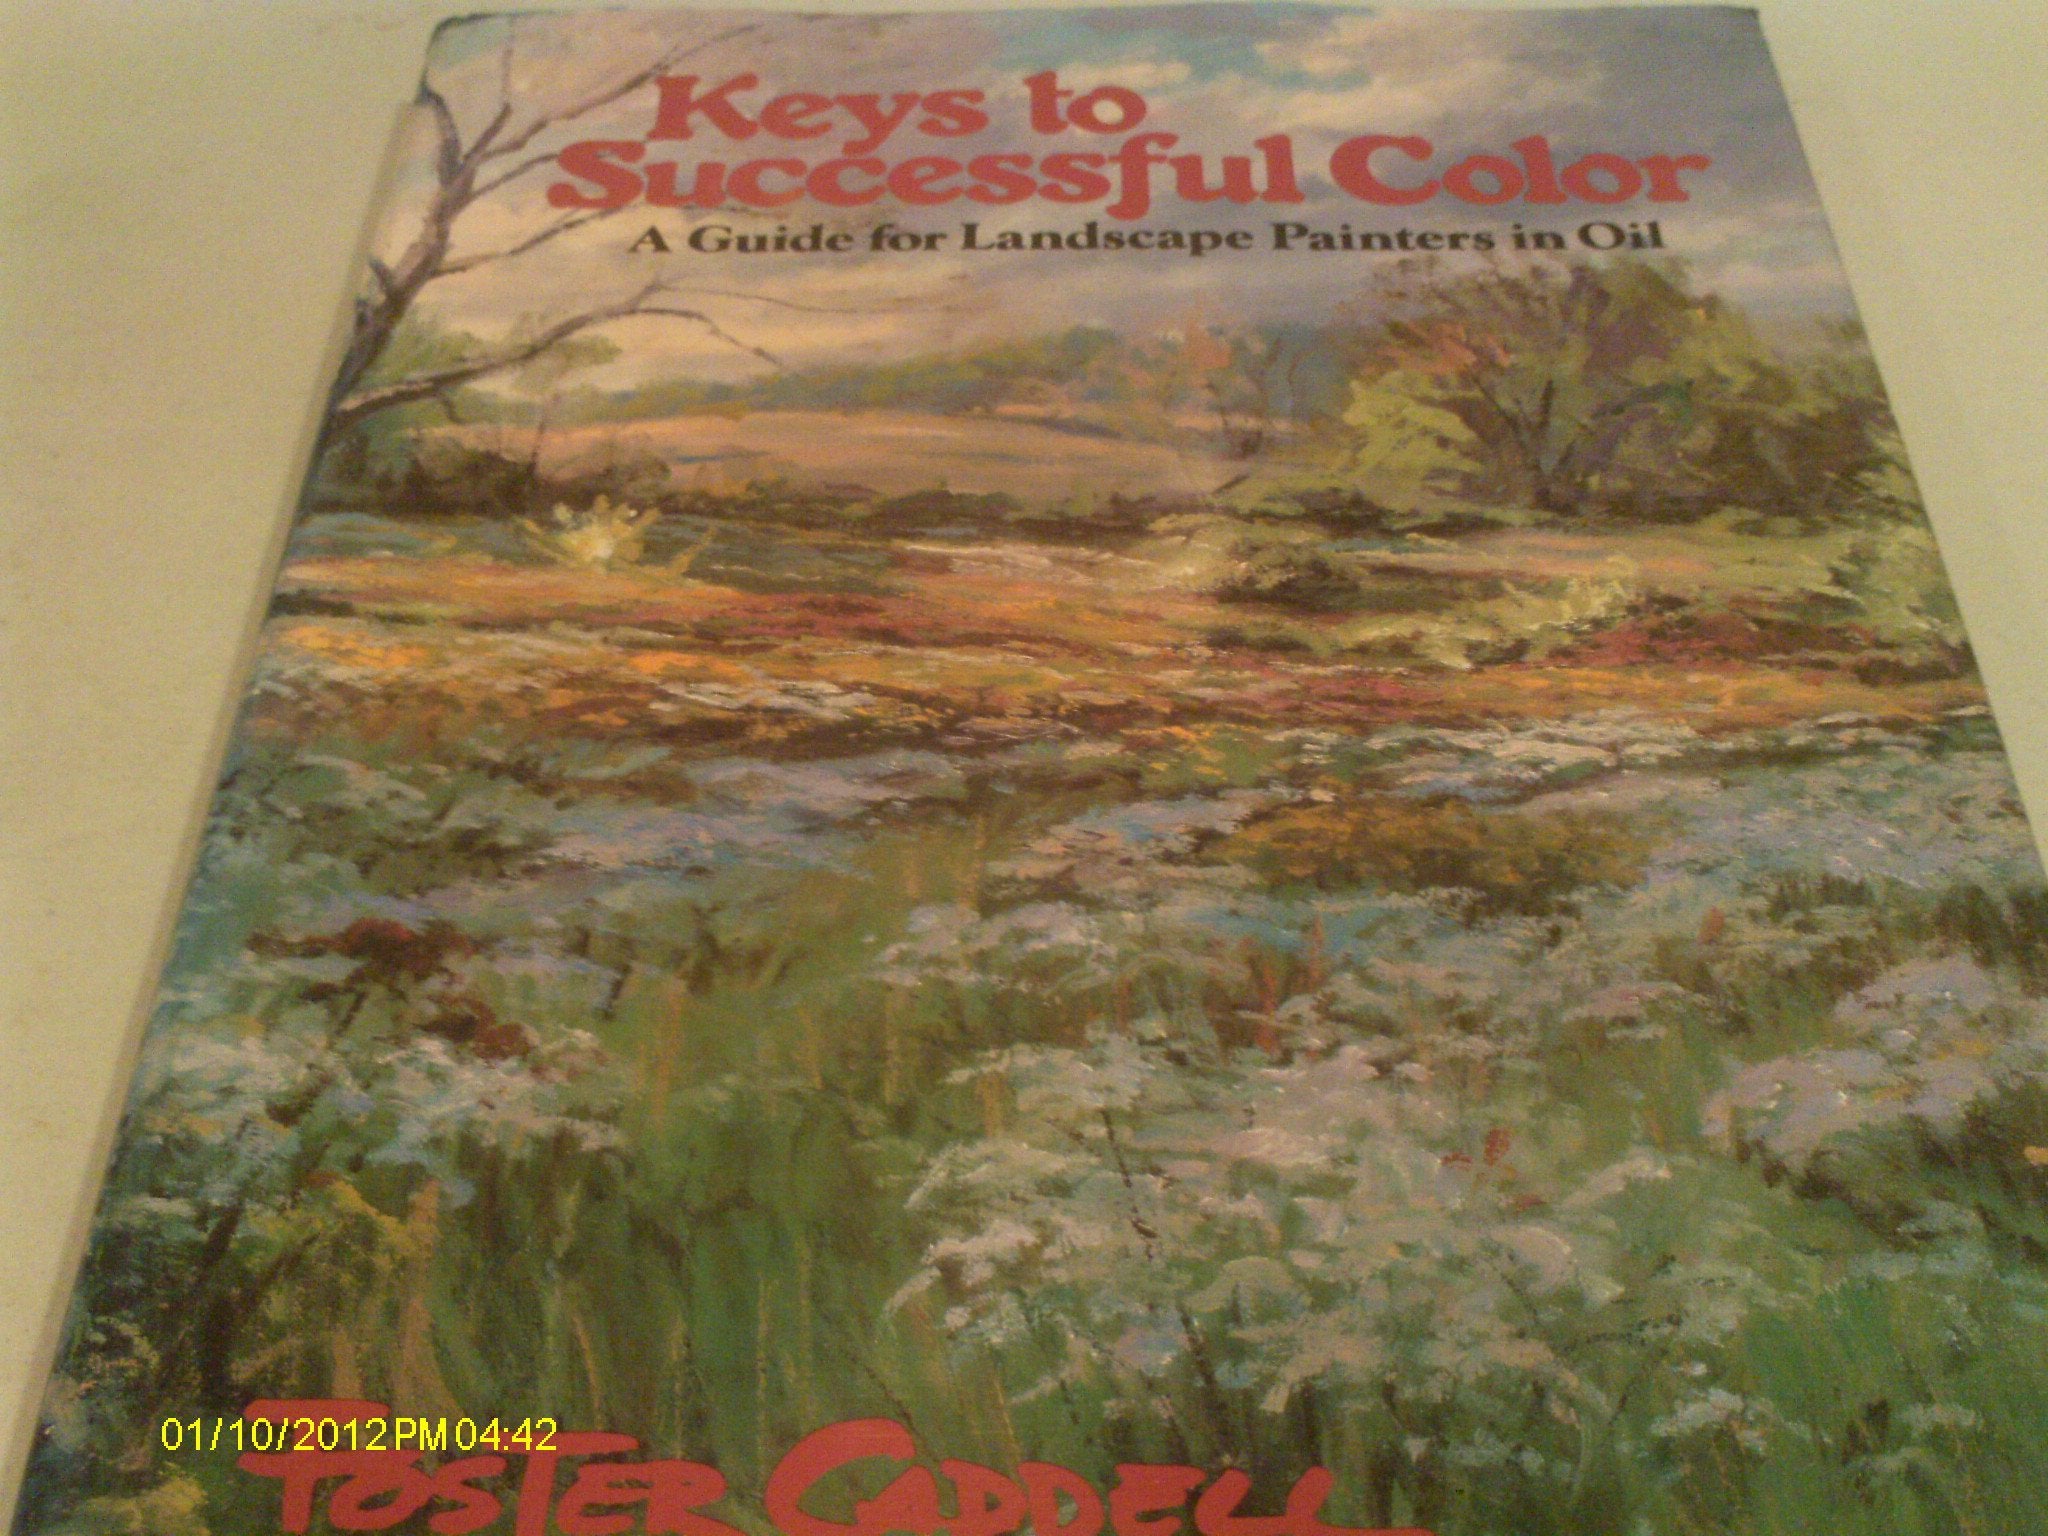 Keys to
Successful Color
A Guide for Landscape Painters in Oil
01/10/2012 PM 04:42
FOSTER CADDELL